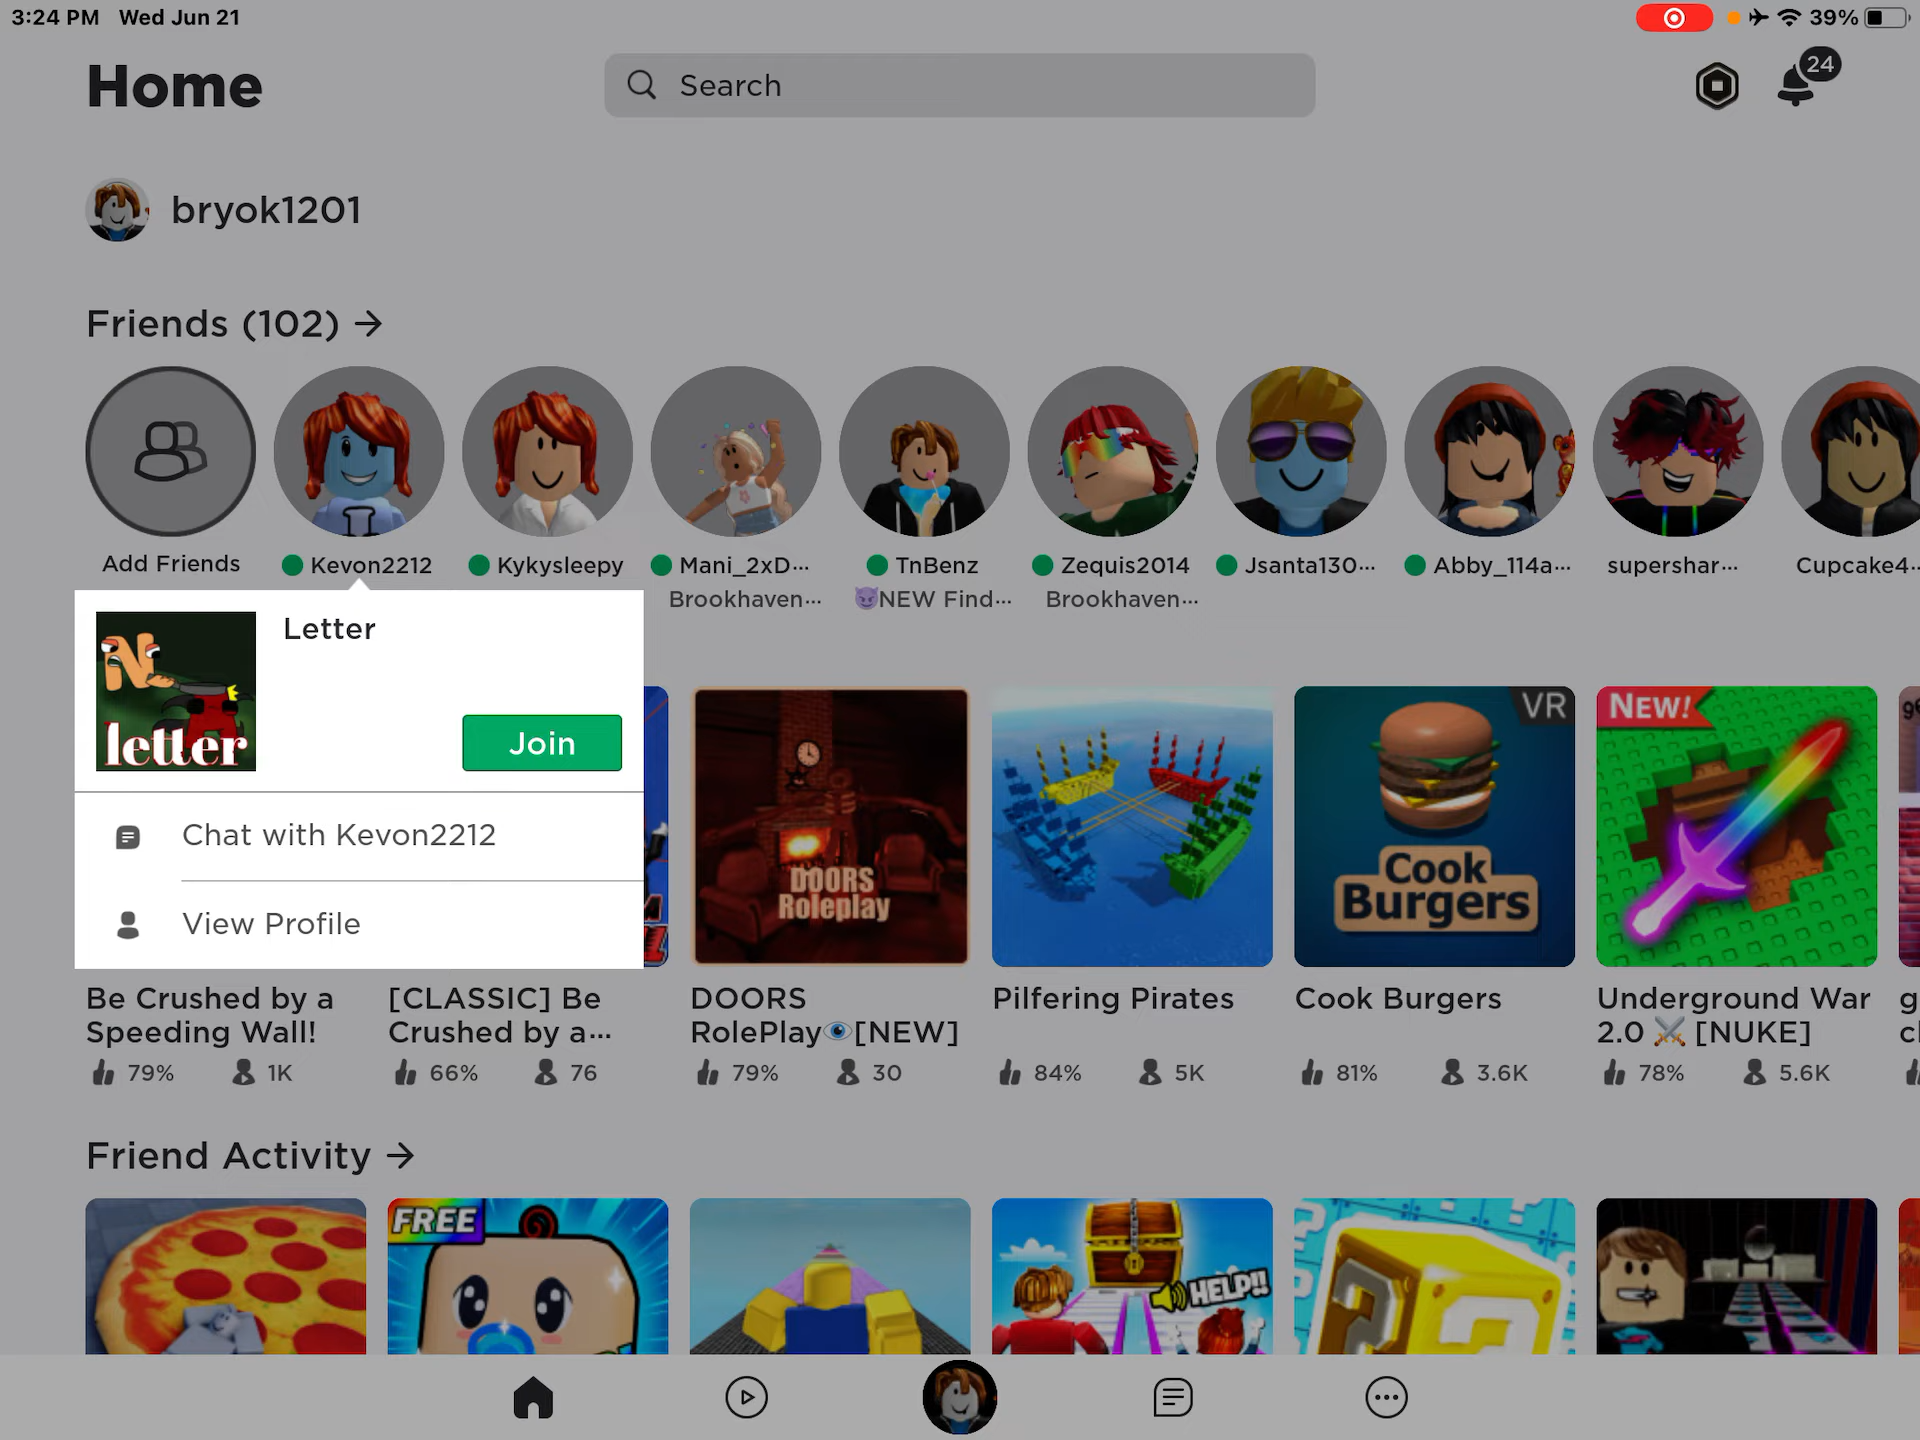 3:24 PM Wed Jun 21
39%
Home
Search
24
bryok1201
Friends (102) →
Add Friends
Kevon2212
Kykysleepy
Mani_2xD...
TnBenz
Zequis2014
Jsanta130...
Abby_114a...
supershar...
Cupcake4...
Brookhaven...
😈NEW Find...
Brookhaven...
letter
Letter
Join
Chat with Kevon2212
View Profile
DOORS
Roleplay
VR
Cook
Burgers
NEW!
Be Crushed by a
Speeding Wall!
79% 1K
[CLASSIC] Be
Crushed by a...
66% 76
DOORS
RolePlay👁[NEW]
79% 30
Pilfering Pirates
84% 5K
Cook Burgers
81% 3.6K
Underground War
2.0 ⚔ [NUKE]
78% 5.6K
Friend Activity →
FREE
HELP!!